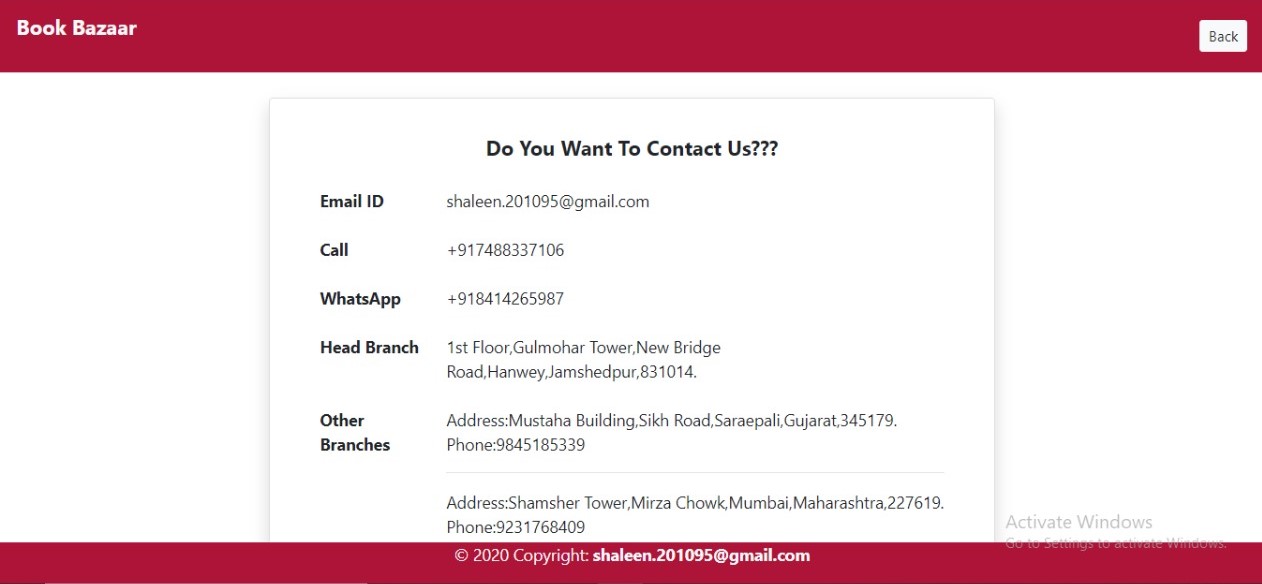 Book Bazaar
Back
Do You Want To Contact Us???
Email ID shaleen.201095@gmail.com
Call +917488337106
WhatsApp +918414265987
Head Branch 1st Floor,Gulmohar Tower,New Bridge
Road,Hanwey,Jamshedpur,831014.
Other Address:Mustaha Building,Sikh Road,Saraepali,Gujarat,345179.
Branches Phone:9845185339
Address:Shamsher Tower,Mirza Chowk,Mumbai,Maharashtra,227619.
Phone:9231768409
Activate Windows
Go to Settings to activate Windows.
© 2020 Copyright: shaleen.201095@gmail.com